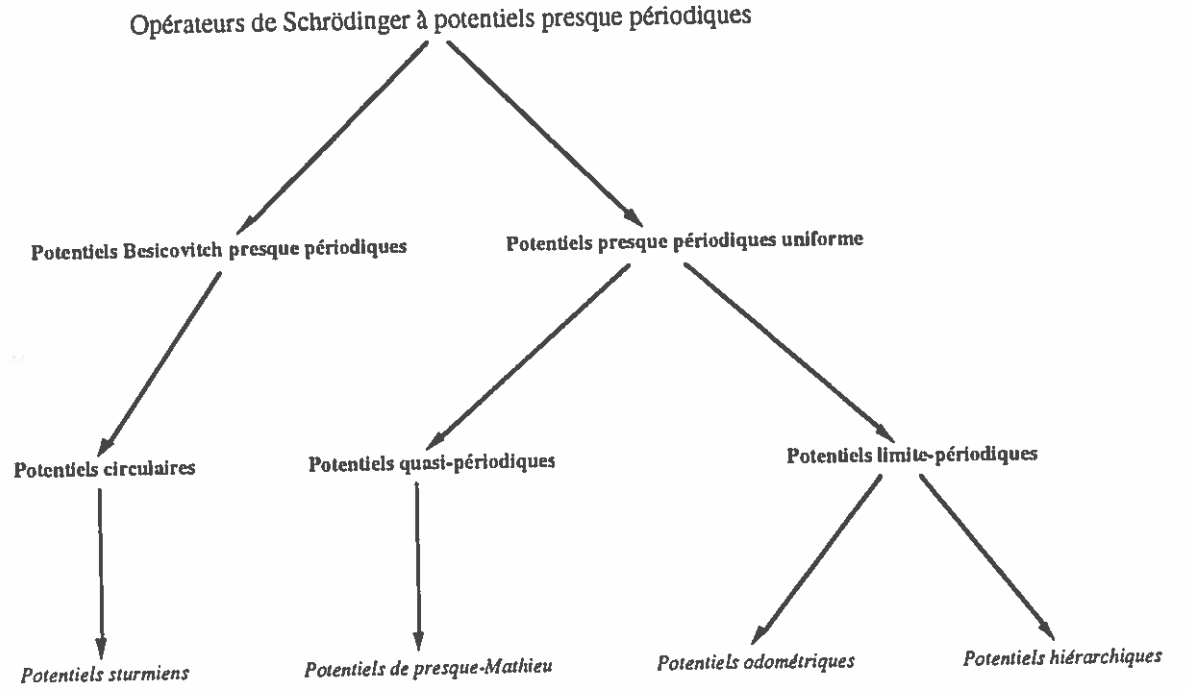 Opérateurs de Schrödinger à potentiels presque périodiques
Potentiels Besicovitch presque périodiques
Potentiels presque périodiques uniforme
Potentiels circulaires
Potentiels quasi-périodiques
Potentiels limite-périodiques
Potentiels sturmiens
Potentiels de presque-Mathieu
Potentiels odométriques
Potentiels hiérarchiques